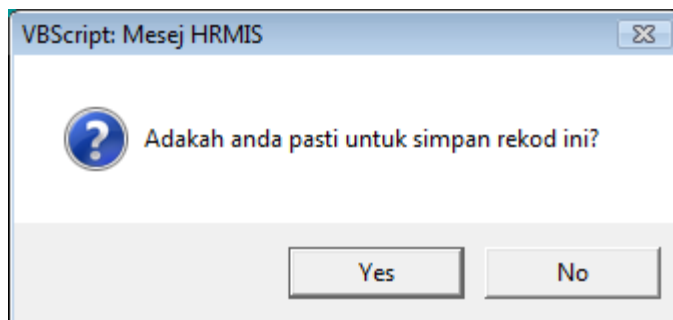 VBScript: Mesej HRMIS
Adakah anda pasti untuk simpan rekod ini?
Yes
No